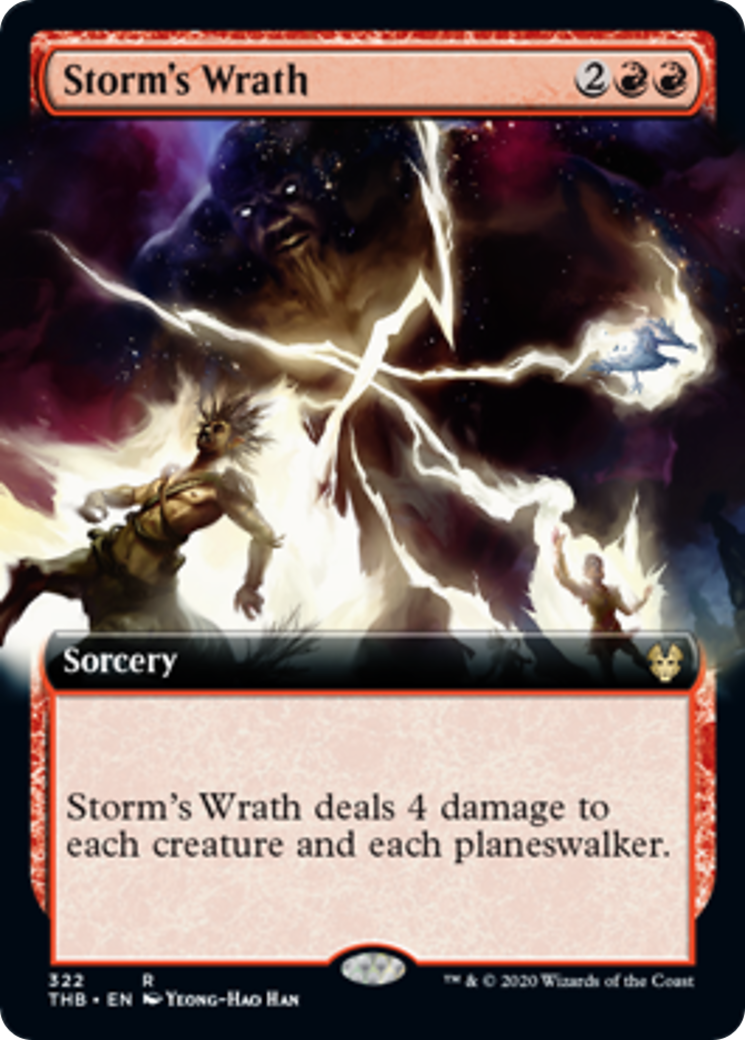 Storm's Wrath 2
Sorcery
Storm's Wrath deals 4 damage to
each creature and each planeswalker.
322 R
THB • EN Yeong-Hao Han
™ & © 2020 Wizards of the Coast